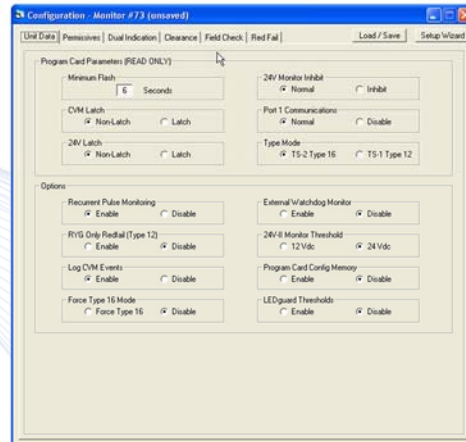 Configuration - Monitor #73 (unsaved)
Unit Data Permissives Dual Indication Clearance Field Check Red Fail Load / Save Setup Wizard
Program Card Parameters (READ ONLY)
Minimum Flash
6 Seconds
24V Monitor Inhibit
Normal Inhibit
CVM Latch
Non-Latch Latch
Port 1 Communications
Normal Disable
24V Latch
Non-Latch Latch
Type Mode
TS-2 Type 16 TS-1 Type 12
Options
Recurrent Pulse Monitoring
Enable Disable
External Watchdog Monitor
Enable Disable
RYG Only Redfail (Type 12)
Enable Disable
24V-II Monitor Threshold
12 Vdc 24 Vdc
Log CVM Events
Enable Disable
Program Card Config Memory
Enable Disable
Force Type 16 Mode
Force Type 16 Disable
LEDguard Thresholds
Enable Disable